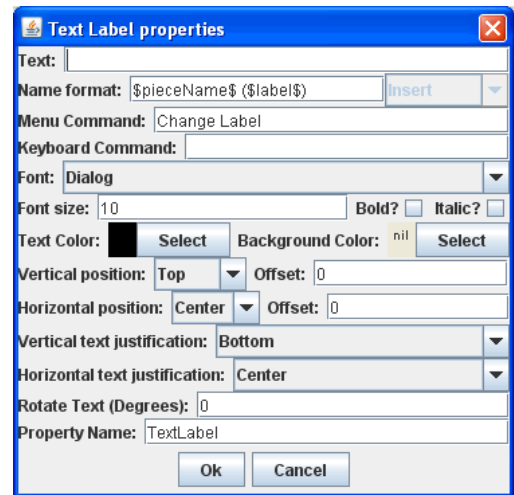 Text Label properties
Text:
Name format: $pieceName$ ($label$) Insert
Menu Command: Change Label
Keyboard Command:
Font: Dialog
Font size: 10 Bold? Italic?
Text Color: Select Background Color: nil Select
Vertical position: Top Offset: 0
Horizontal position: Center Offset: 0
Vertical text justification: Bottom
Horizontal text justification: Center
Rotate Text (Degrees): 0
Property Name: TextLabel
Ok Cancel